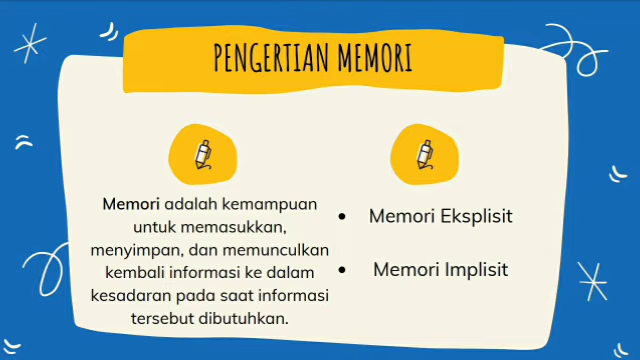 PENGERTIAN MEMORI
Memori adalah kemampuan
untuk memasukkan,
menyimpan, dan memunculkan
kembali informasi ke dalam
kesadaran pada saat informasi
tersebut dibutuhkan.
• Memori Eksplisit
• Memori Implisit